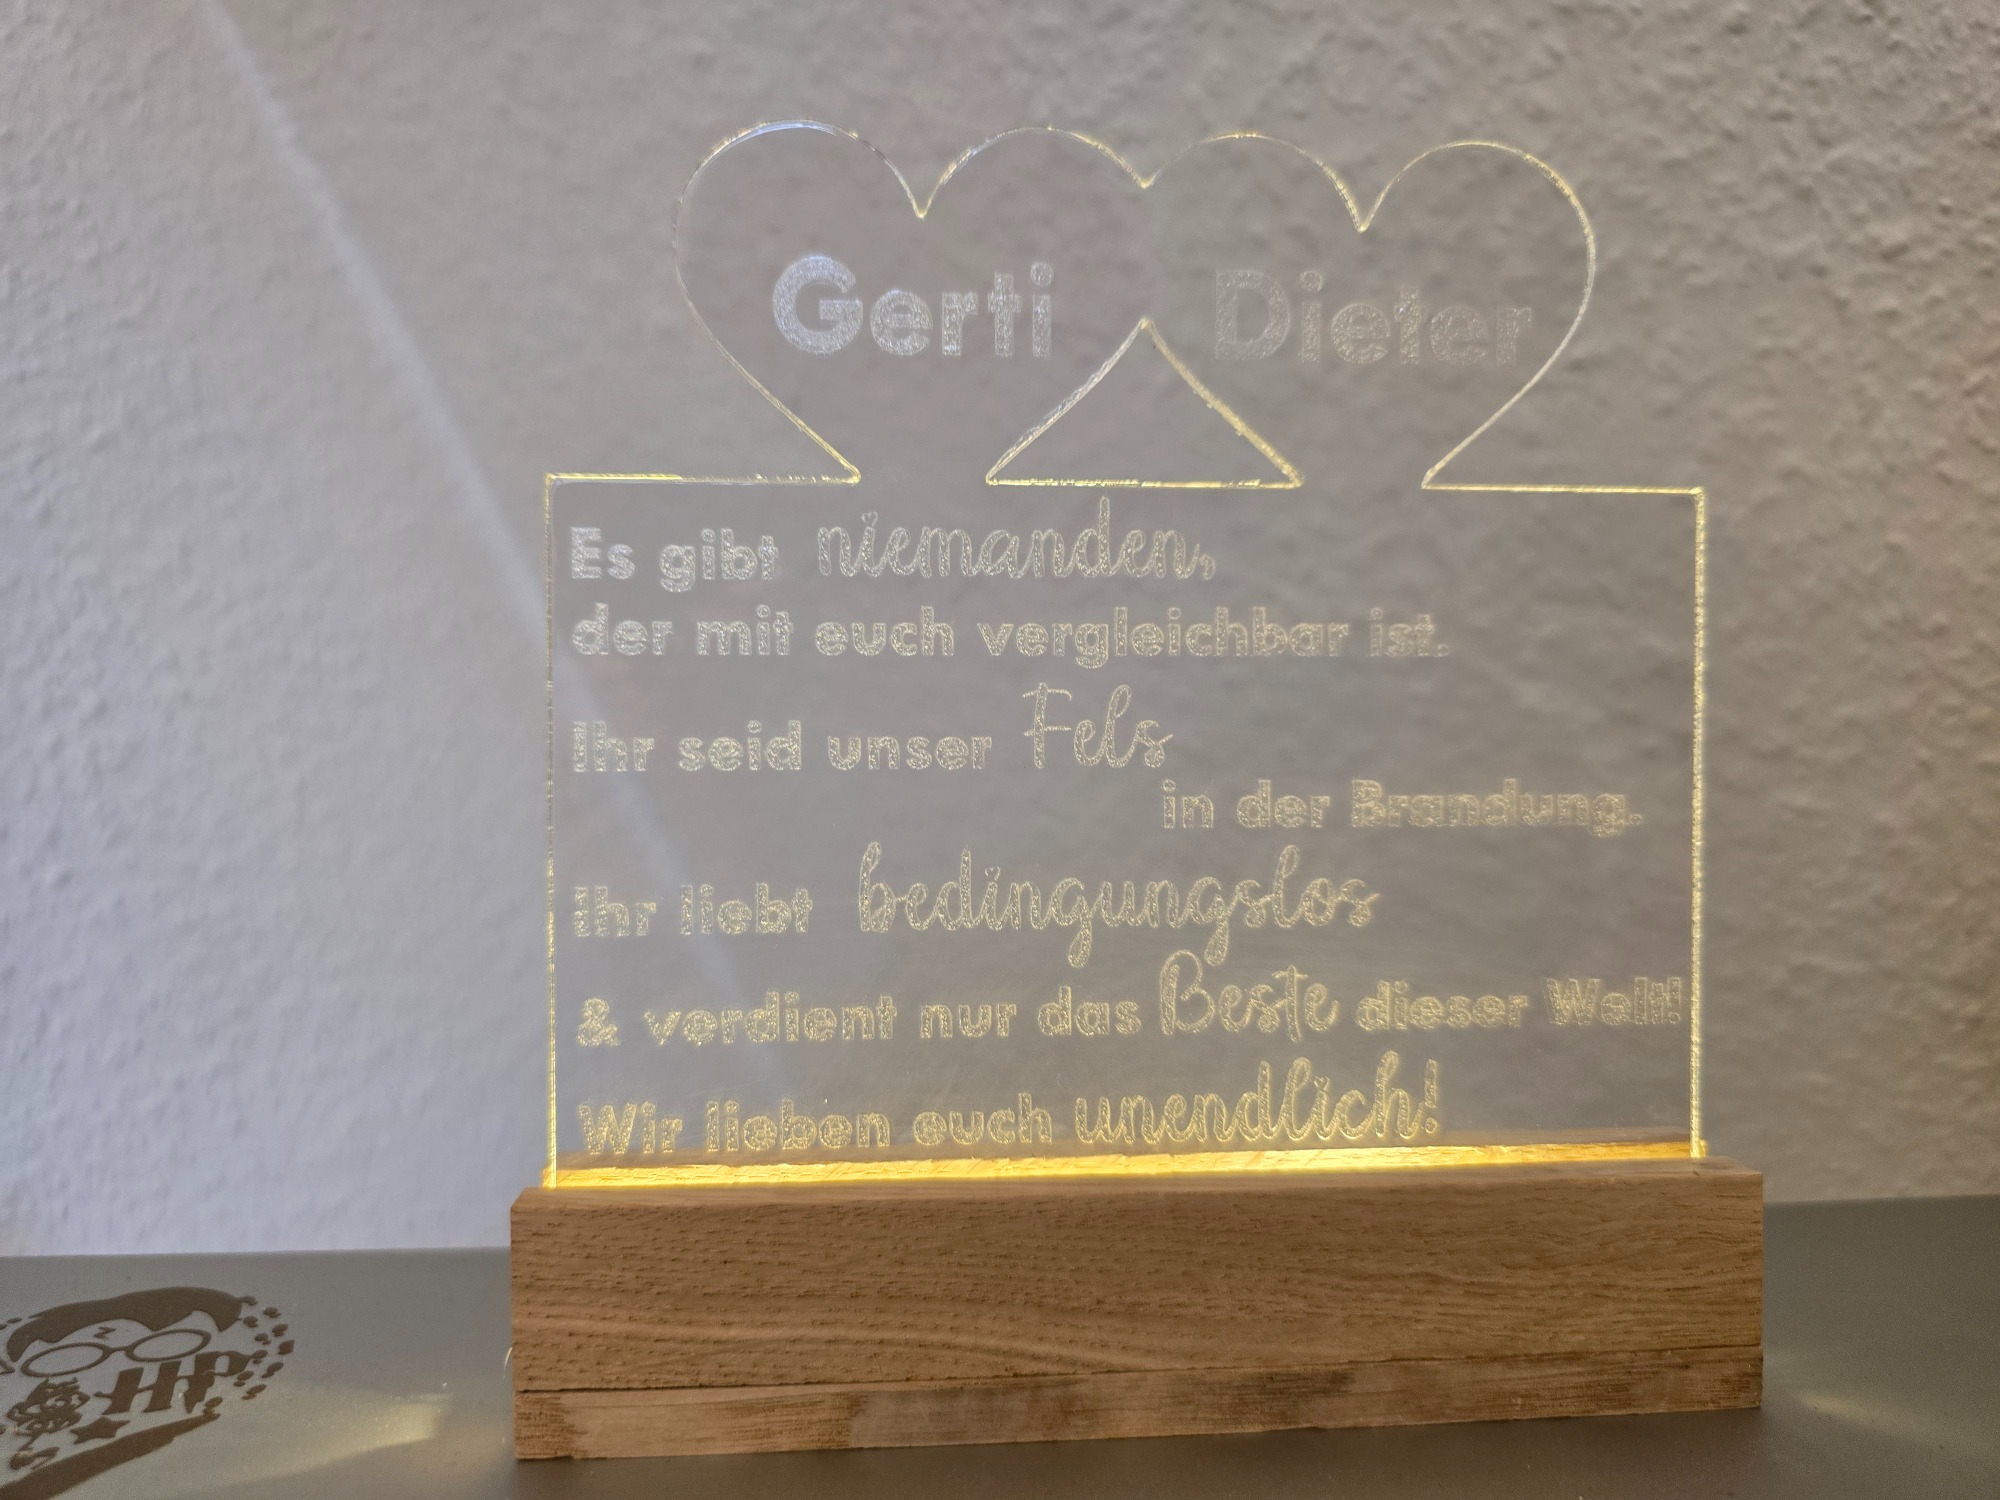 Gerti Dieter
Es gibt niemanden,
der mit euch vergleichbar ist.
Ihr seid unser Fels
in der Brandung.
Ihr liebt bedingungslos
& verdient nur das Beste dieser Welt!
Wir lieben euch unendlich!